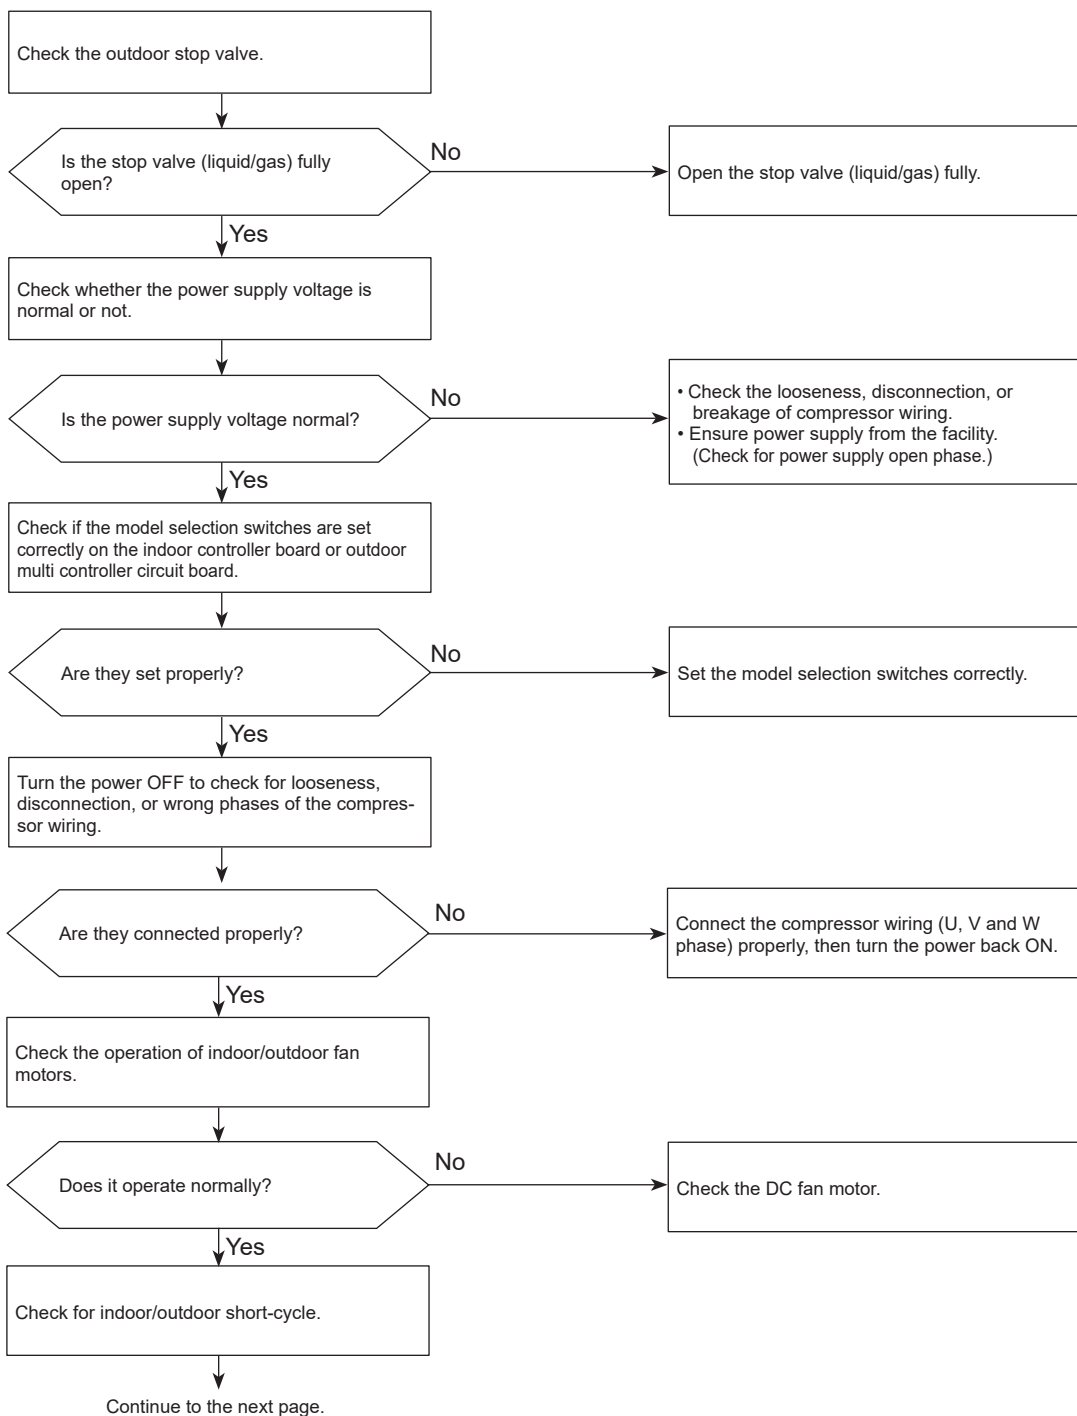 Check the outdoor stop valve.
Is the stop valve (liquid/gas) fully
open?
No
Open the stop valve (liquid/gas) fully.
Yes
Check whether the power supply voltage is
normal or not.
Is the power supply voltage normal?
No
• Check the looseness, disconnection, or
breakage of compressor wiring.
• Ensure power supply from the facility.
(Check for power supply open phase.)
Yes
Check if the model selection switches are set
correctly on the indoor controller board or outdoor
multi controller circuit board.
Are they set properly?
No
Set the model selection switches correctly.
Yes
Turn the power OFF to check for looseness,
disconnection, or wrong phases of the compres-
sor wiring.
Are they connected properly?
No
Connect the compressor wiring (U, V and W
phase) properly, then turn the power back ON.
Yes
Check the operation of indoor/outdoor fan
motors.
Does it operate normally?
No
Check the DC fan motor.
Yes
Check for indoor/outdoor short-cycle.
Continue to the next page.